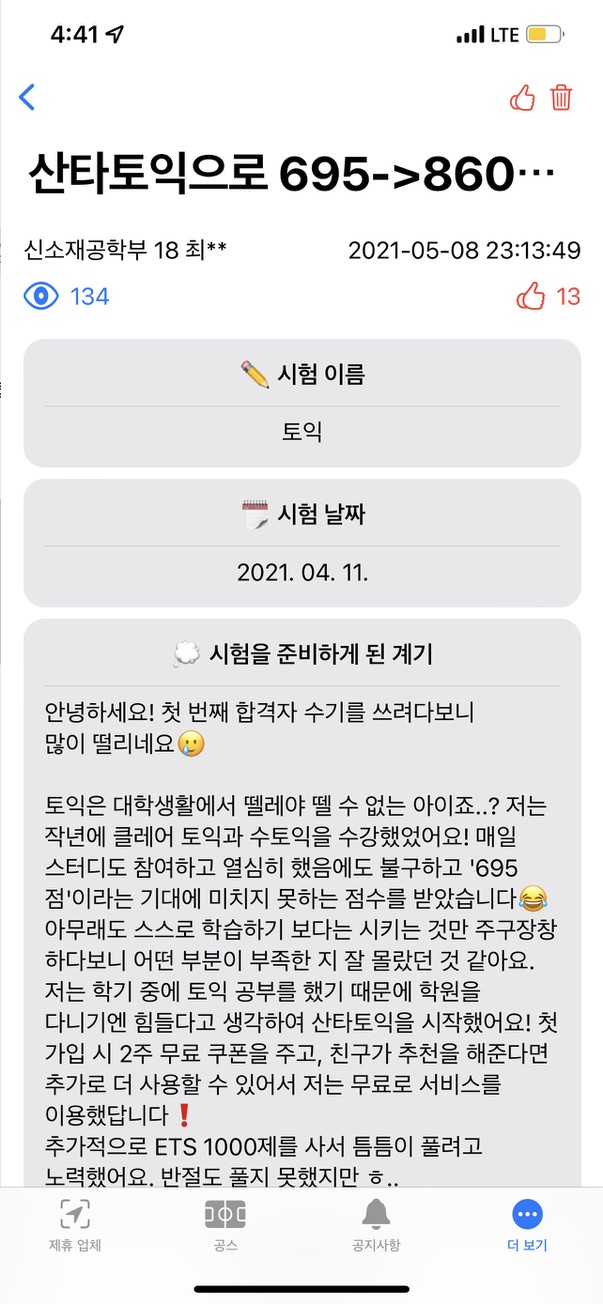 4:41
LTE
산타토익으로 695->860…
신소재공학부 18 최**
2021-05-08 23:13:49
134
13
✏️ 시험 이름
토익
🗓 시험 날짜
2021. 04. 11.
💭 시험을 준비하게 된 계기
안녕하세요! 첫 번째 합격자 수기를 쓰려다보니
많이 떨리네요🥲
토익은 대학생활에서 뗄레야 뗄 수 없는 아이죠..? 저는
작년에 클레어 토익과 수토익을 수강했었어요! 매일
스터디도 참여하고 열심히 했음에도 불구하고 '695
점'이라는 기대에 미치지 못하는 점수를 받았습니다😂
아무래도 스스로 학습하기 보다는 시키는 것만 주구장창
하다보니 어떤 부분이 부족한 지 잘 몰랐던 것 같아요.
저는 학기 중에 토익 공부를 했기 때문에 학원을
다니기엔 힘들다고 생각하여 산타토익을 시작했어요! 첫
가입 시 2주 무료 쿠폰을 주고, 친구가 추천을 해준다면
추가로 더 사용할 수 있어서 저는 무료로 서비스를
이용했답니다❗
추가적으로 ETS 1000제를 사서 틈틈이 풀려고
노력했어요. 반절도 풀지 못했지만 ㅎ..
제휴 업체
공스
공지사항
더 보기